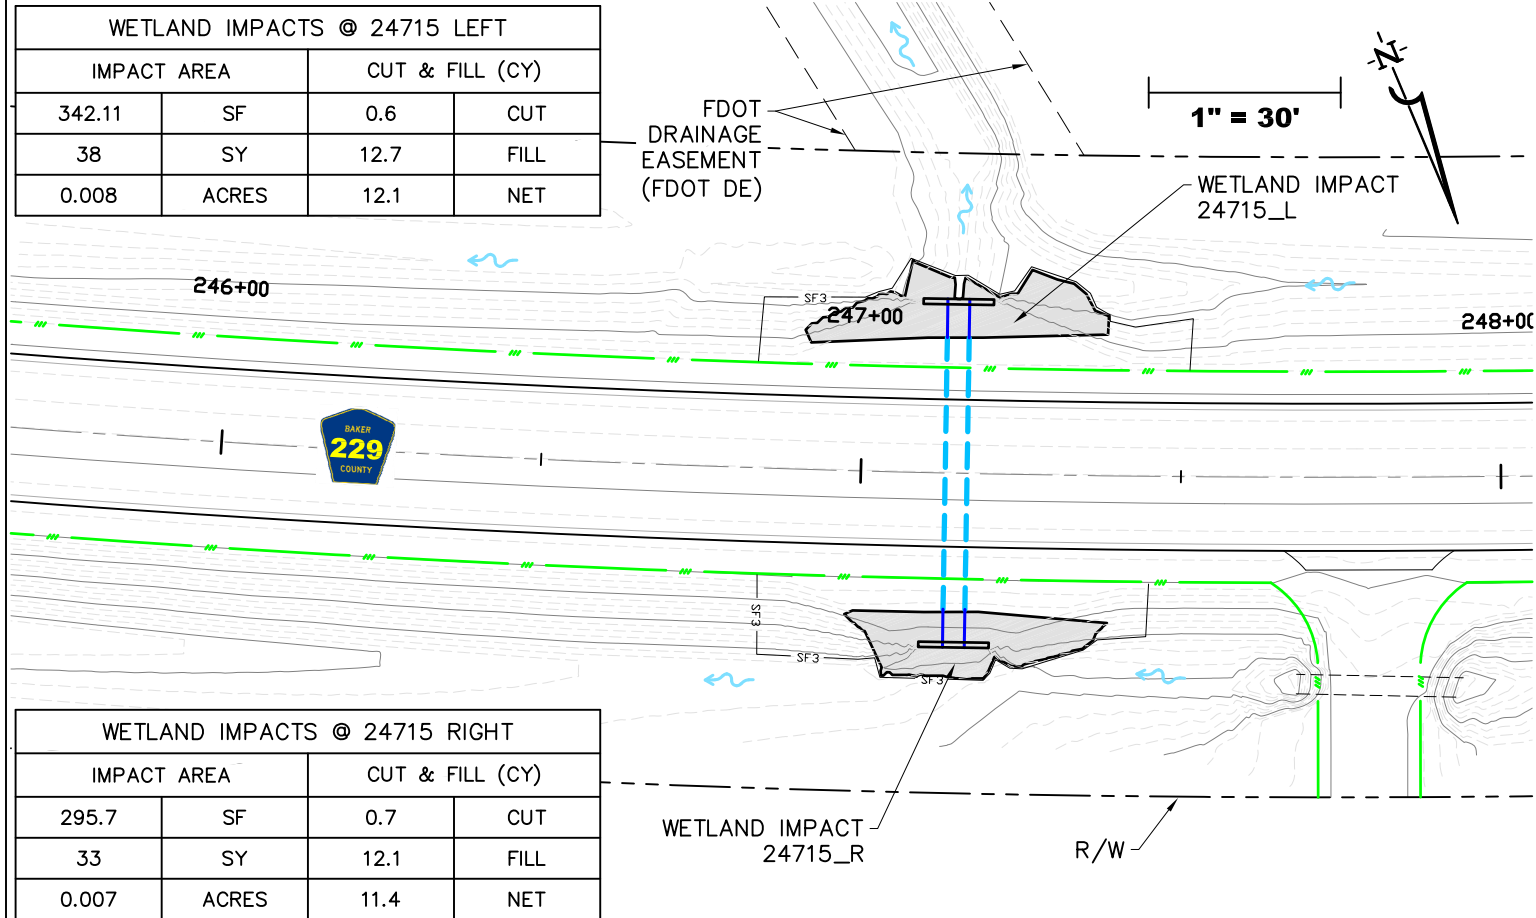 WETLAND IMPACTS @ 24715 LEFT
IMPACT AREA CUT & FILL (CY)
342.11 SF 0.6 CUT
38 SY 12.7 FILL
0.008 ACRES 12.1 NET
FDOT
DRAINAGE
EASEMENT
(FDOT DE)
N
1" = 30'
WETLAND IMPACT
24715_L
246+00
SF3
247+00
248+00
BAKER
229
COUNTY
SF3
SF3
SF3
WETLAND IMPACTS @ 24715 RIGHT
IMPACT AREA CUT & FILL (CY)
295.7 SF 0.7 CUT
33 SY 12.1 FILL
0.007 ACRES 11.4 NET
WETLAND IMPACT
24715_R
R/W